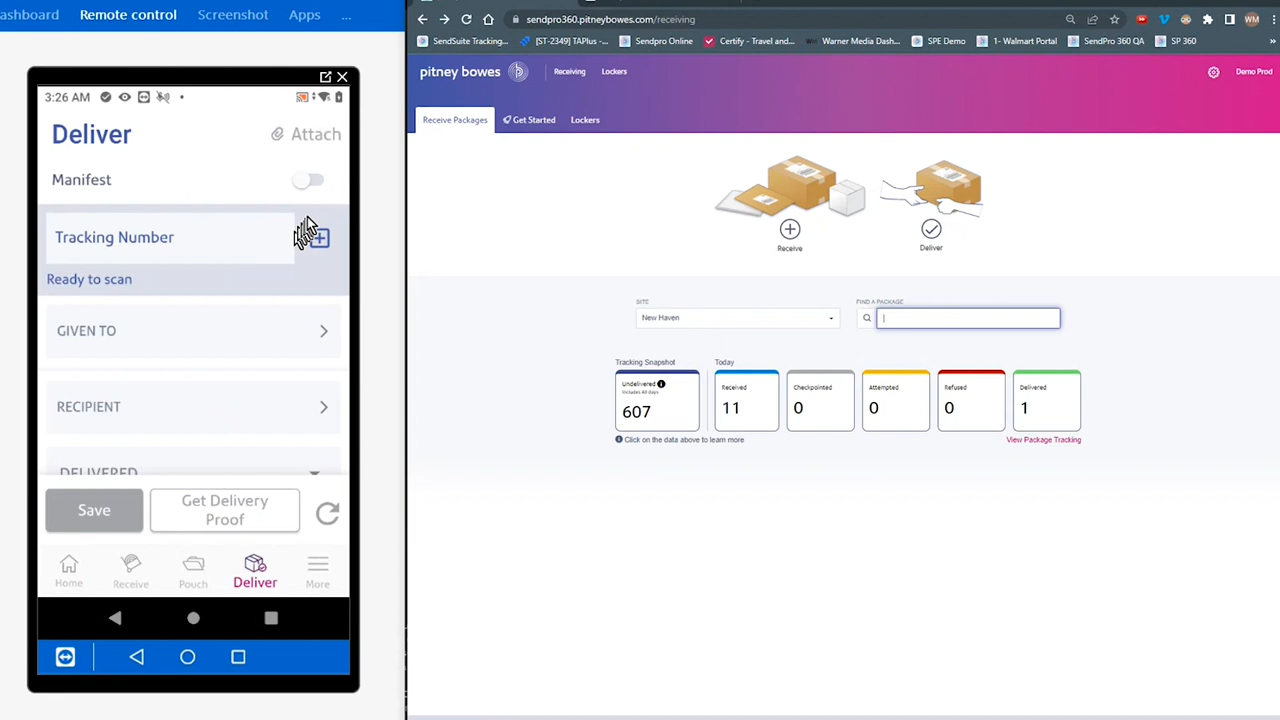 ashboard Remote control Screenshot Apps ...
3:26 AM
Deliver
Attach
Manifest
Tracking Number
Ready to scan
GIVEN TO
RECIPIENT
DELIVERED
Save
Get Delivery
Proof
Home
Receive
Pouch
Deliver
More
sendpro360.pitneybowes.com/receiving
WM
SendSuite Tracking...
[ST-2349] TAPlus -...
Sendpro Online
Certify - Travel and...
Warner Media Dash...
SPE Demo
1- Walmart Portal
SendPro 360 QA
SP 360
»
pitney bowes
Receiving
Lockers
Demo Prod
Receive Packages
Get Started
Lockers
Receive
Deliver
SITE
New Haven
FIND A PACKAGE
Tracking Snapshot
Today
Undelivered
Includes All days
607
Received
11
Checkpointed
0
Attempted
0
Refused
0
Delivered
1
Click on the data above to learn more
View Package Tracking